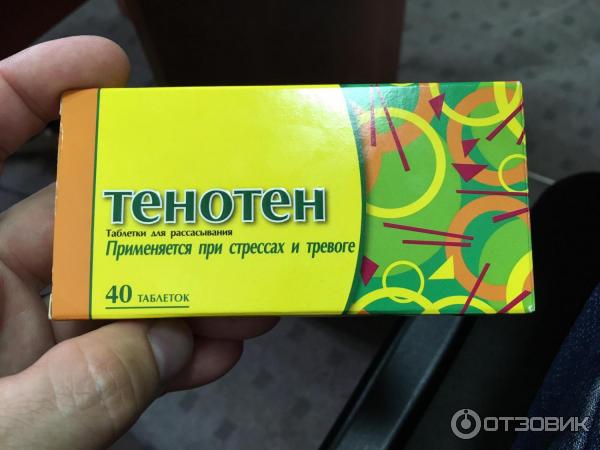 ТЕНОТЕН
Таблетки для рассасывания
Применяется при стрессах и тревоге
40 ТАБЛЕТОК
ОТЗОВИК